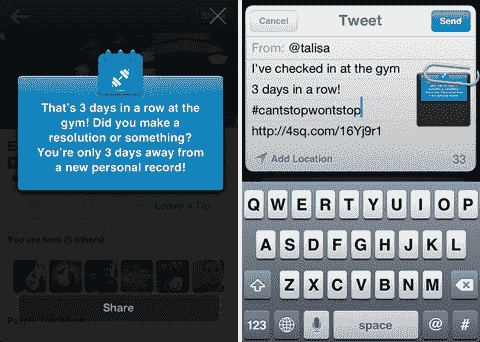 That's 3 days in a row at the
gym! Did you make a
resolution or something?
You're only 3 days away from
a new personal record!
Leave a Tip
You are here (5 others)
Share
Cancel
Tweet
Send
From: @talisa
I've checked in at the gym
3 days in a row!
#cantstopwontstop
http://4sq.com/16Yj9r1
Add Location
33
Q W E R T Y U I O P
A S D F G H J K L
Z X C V B N M
123
space
@
#